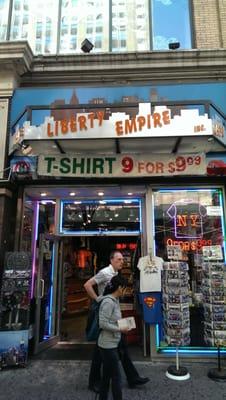 LIBERTY EMPIRE INC.
T-SHIRT 9 FOR $9.99
NY